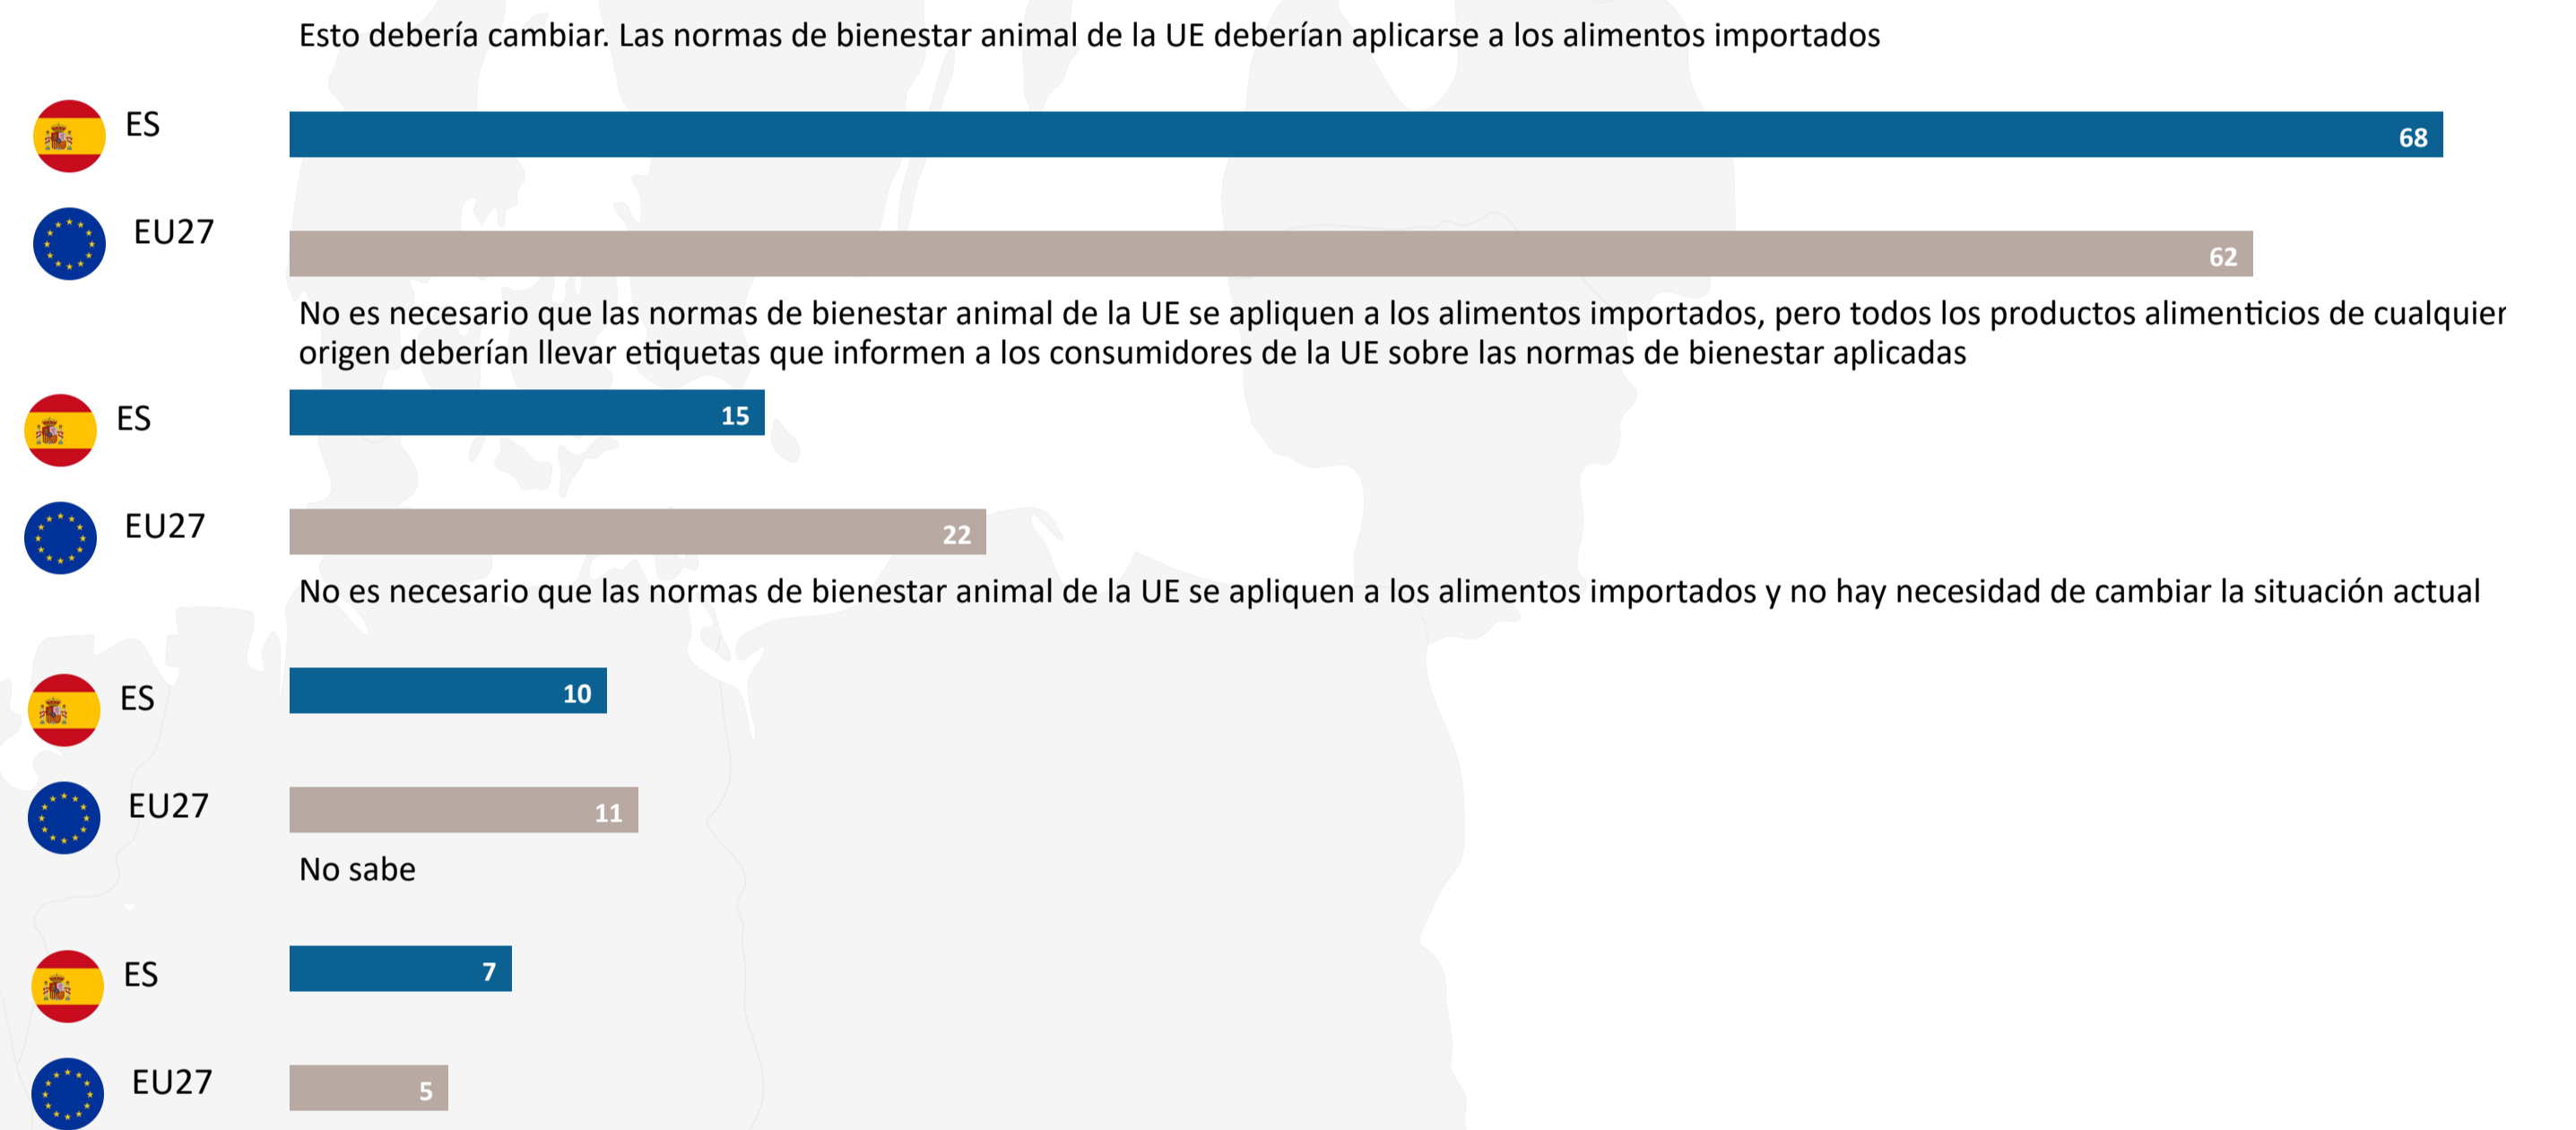 Esto debería cambiar. Las normas de bienestar animal de la UE deberían aplicarse a los alimentos importados
ES
68
EU27
62
No es necesario que las normas de bienestar animal de la UE se apliquen a los alimentos importados, pero todos los productos alimenticios de cualquier
origen deberían llevar etiquetas que informen a los consumidores de la UE sobre las normas de bienestar aplicadas
ES
15
EU27
22
No es necesario que las normas de bienestar animal de la UE se apliquen a los alimentos importados y no hay necesidad de cambiar la situación actual
ES
10
EU27
11
No sabe
ES
7
EU27
5